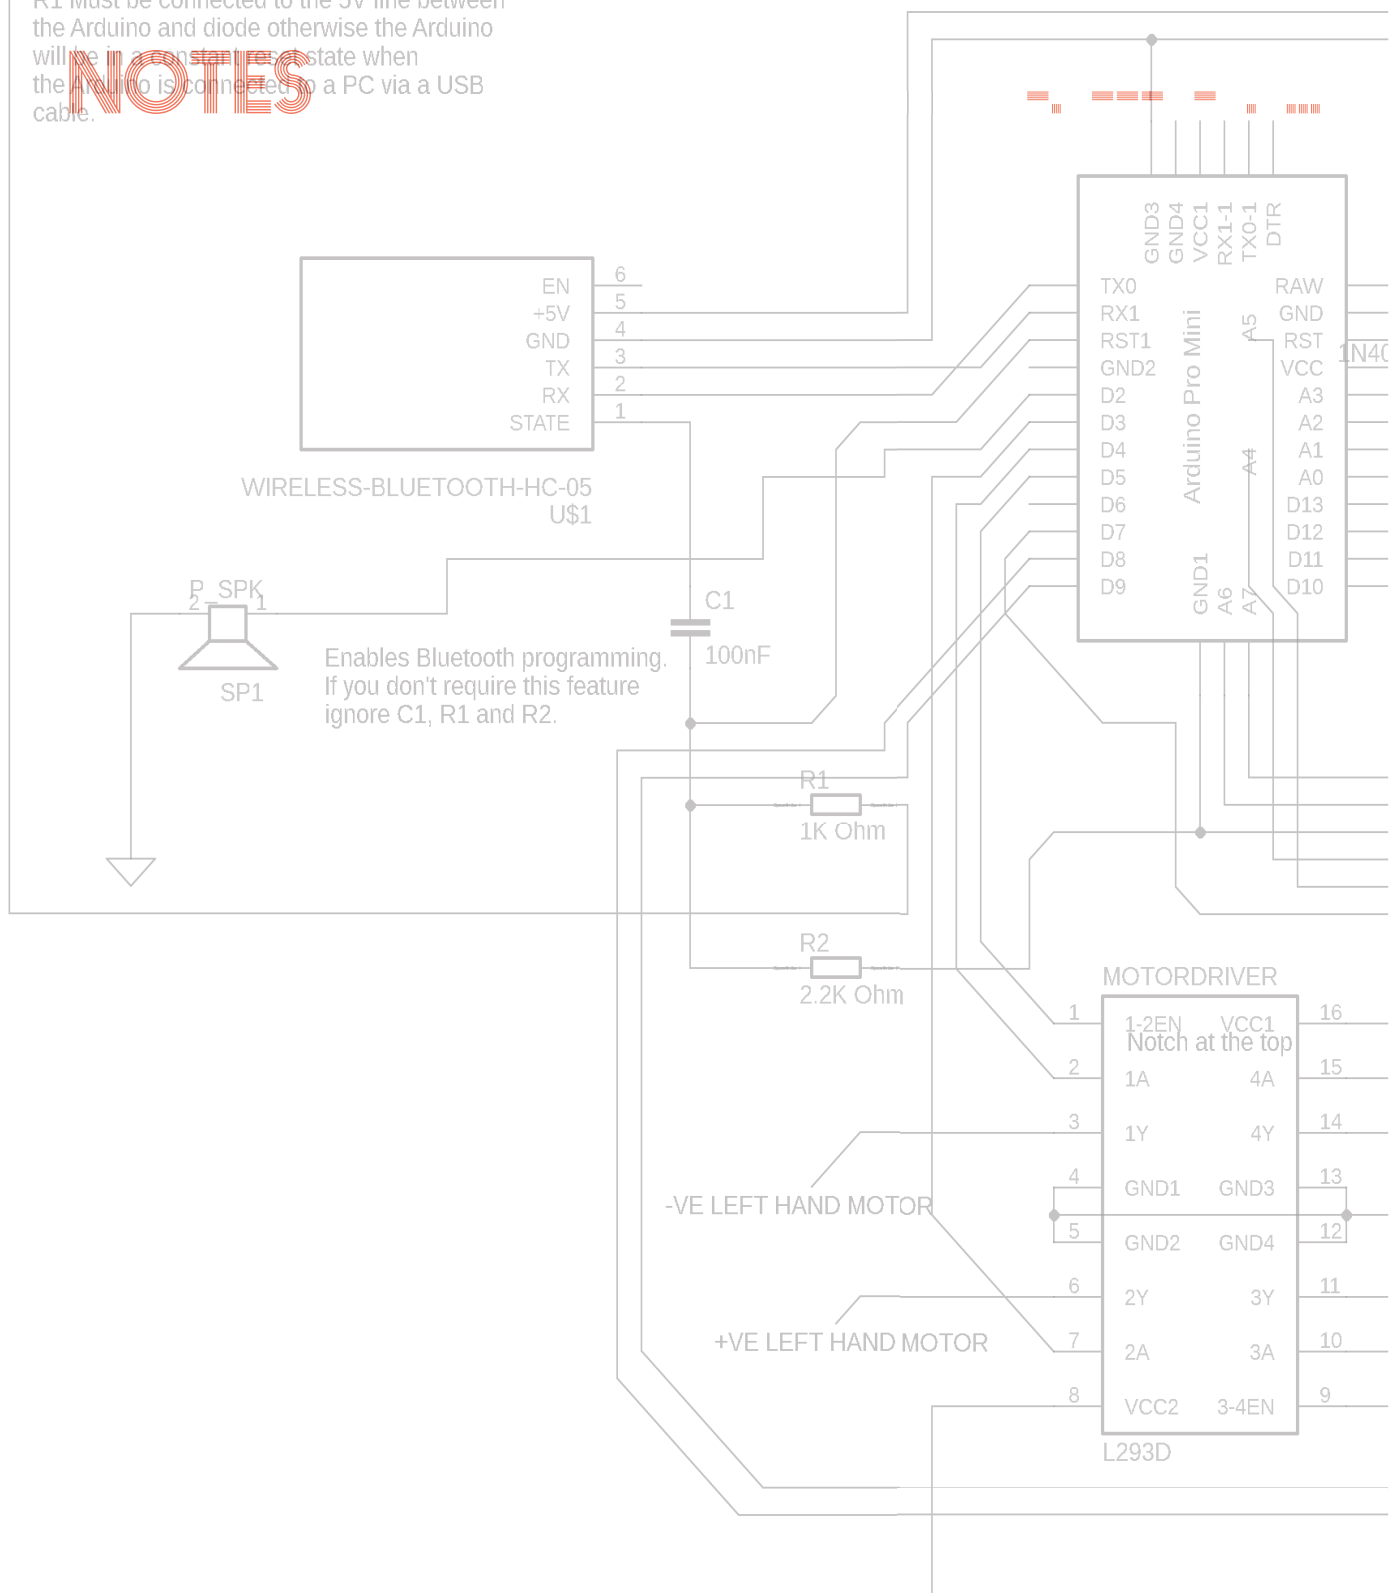 R1 Must be connected to the 5V line between
the Arduino and diode otherwise the Arduino
will be in a constant reset state when
the Arduino is connected to a PC via a USB
cable.
NOTES
GND3
GND4
VCC1
RX1-1
TX0-1
DTR
EN 6
+5V 5
GND 4
TX 3
RX 2
STATE 1
WIRELESS-BLUETOOTH-HC-05
U$1
TX0
RX1
RST1
GND2
D2
D3
D4
D5
D6
D7
D8
D9
Arduino Pro Mini
A5
A4
GND1
A6
A7
RAW
GND
RST
VCC
A3
A2
A1
A0
D13
D12
D11
D10
1N40
P_SPK
2 1
SP1
C1
100nF
Enables Bluetooth programming.
If you don't require this feature
ignore C1, R1 and R2.
R1
1K Ohm
R2
2.2K Ohm
MOTORDRIVER
1 1-2EN VCC1 16
Notch at the top
2 1A 4A 15
3 1Y 4Y 14
4 GND1 GND3 13
-VE LEFT HAND MOTOR
5 GND2 GND4 12
6 2Y 3Y 11
+VE LEFT HAND MOTOR
7 2A 3A 10
8 VCC2 3-4EN 9
L293D